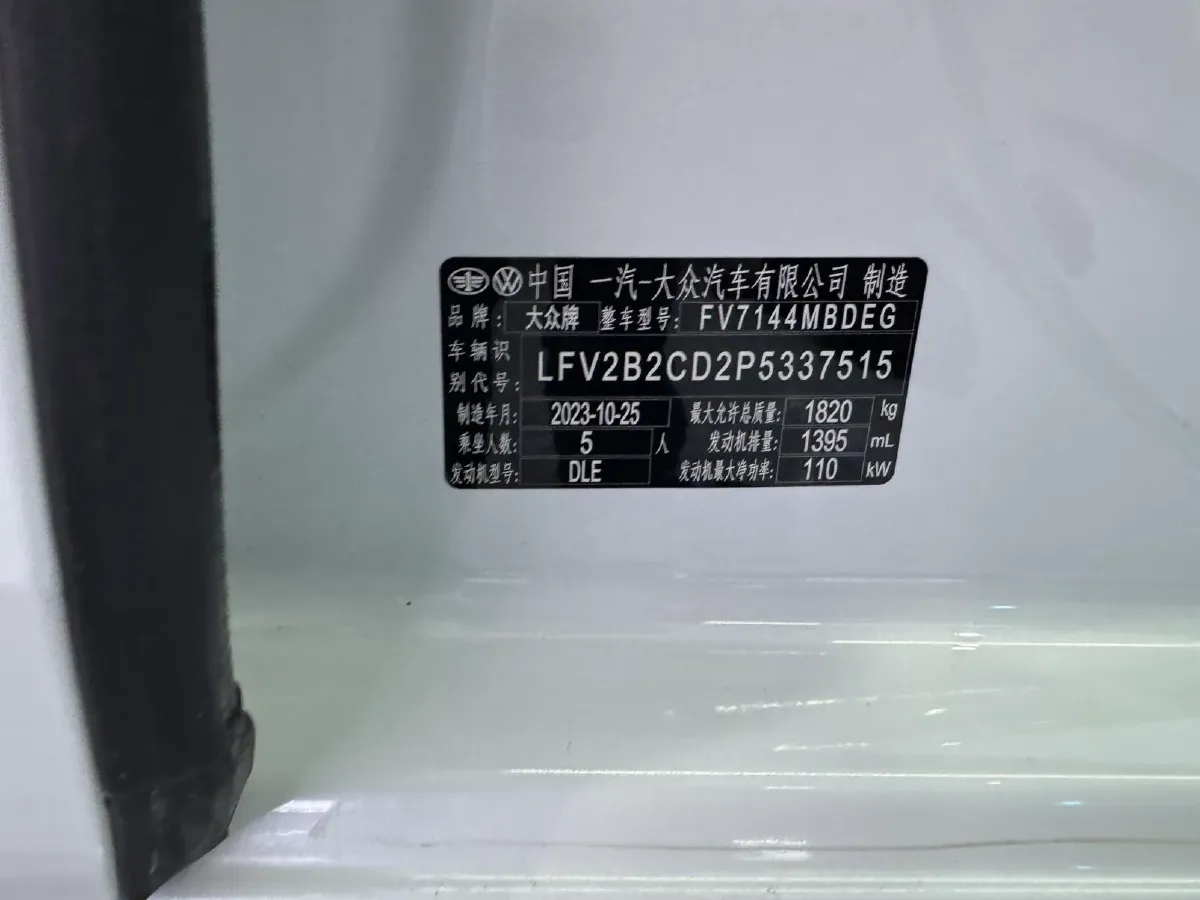 中国 一汽-大众汽车有限公司 制造
品牌: 大众牌 整车型号: FV7144MBDEG
车辆识别代号: LFV2B2CD2P5337515
制造年月: 2023-10-25 最大允许总质量: 1820 kg
乘坐人数: 5 人 发动机排量: 1395 mL
发动机型号: DLE 发动机最大净功率: 110 kW